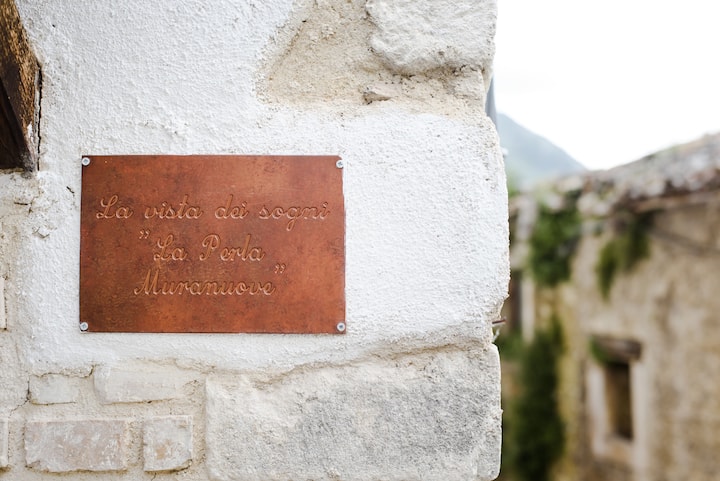 La vista dei sogni
"La Perla
Muranuove"